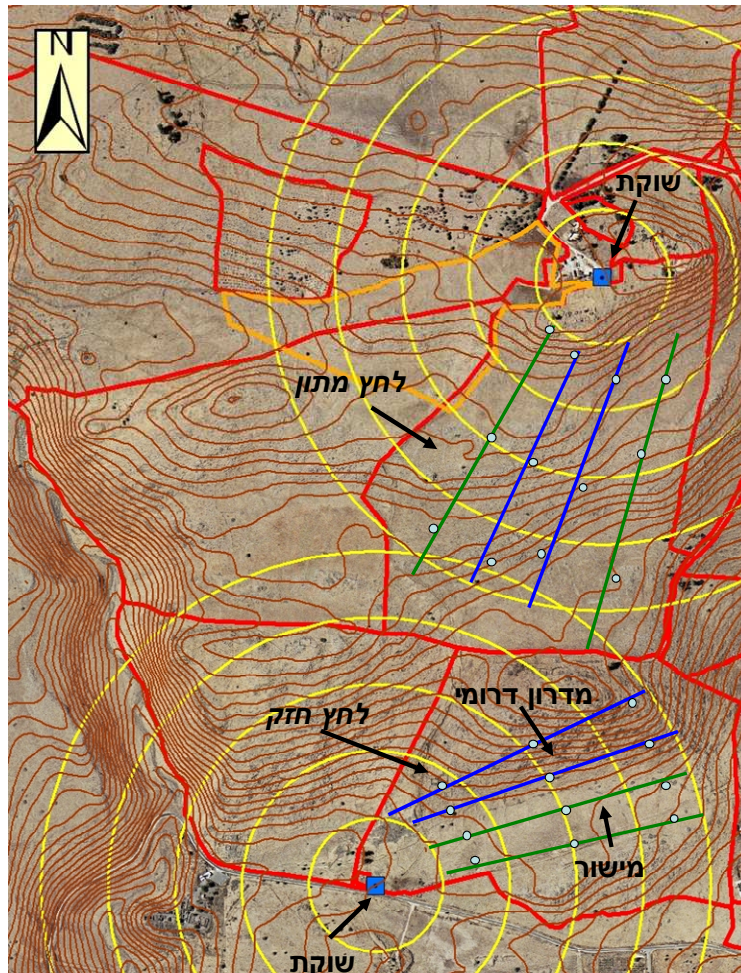 N
שוקת
לחץ מתון
מדרון דרומי
לחץ חזק
מישור
שוקת